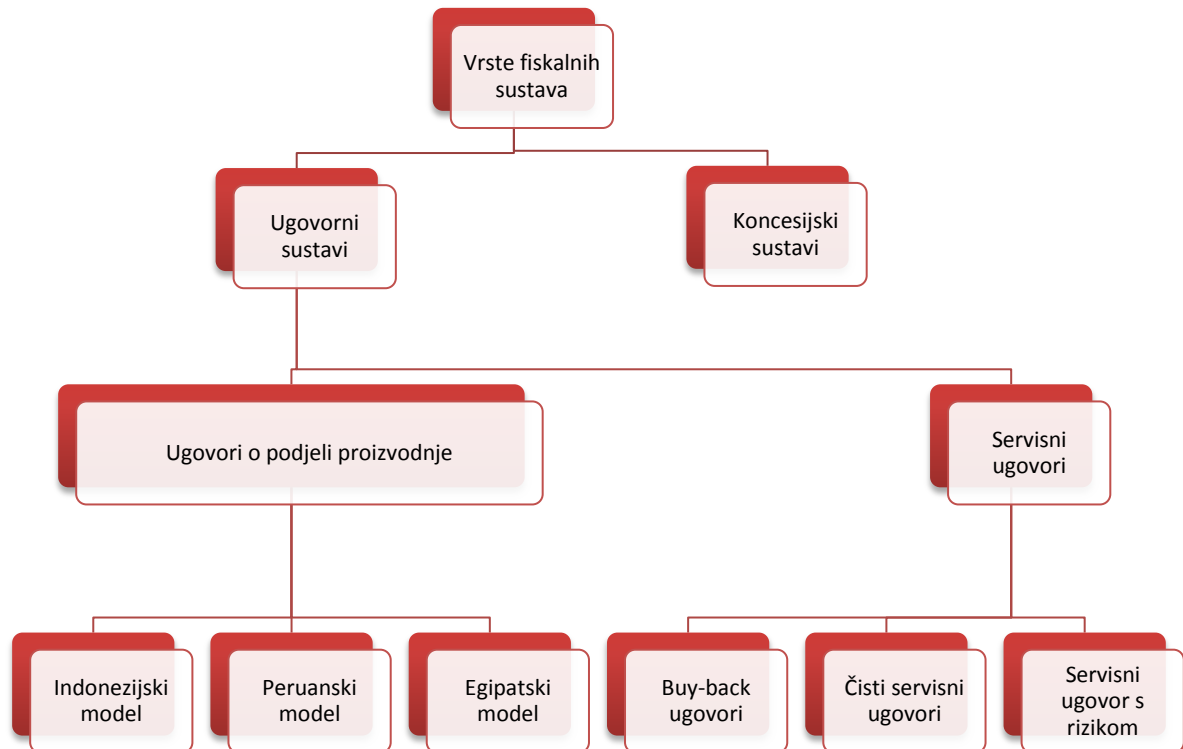 Vrste fiskalnih
sustava
Ugovorni
sustavi
Koncesijski
sustavi
Ugovori o podjeli proizvodnje
Servisni
ugovori
Indonezijski
model
Peruanski
model
Egipatski
model
Buy-back
ugovori
Čisti servisni
ugovori
Servisni
ugovor s
rizikom